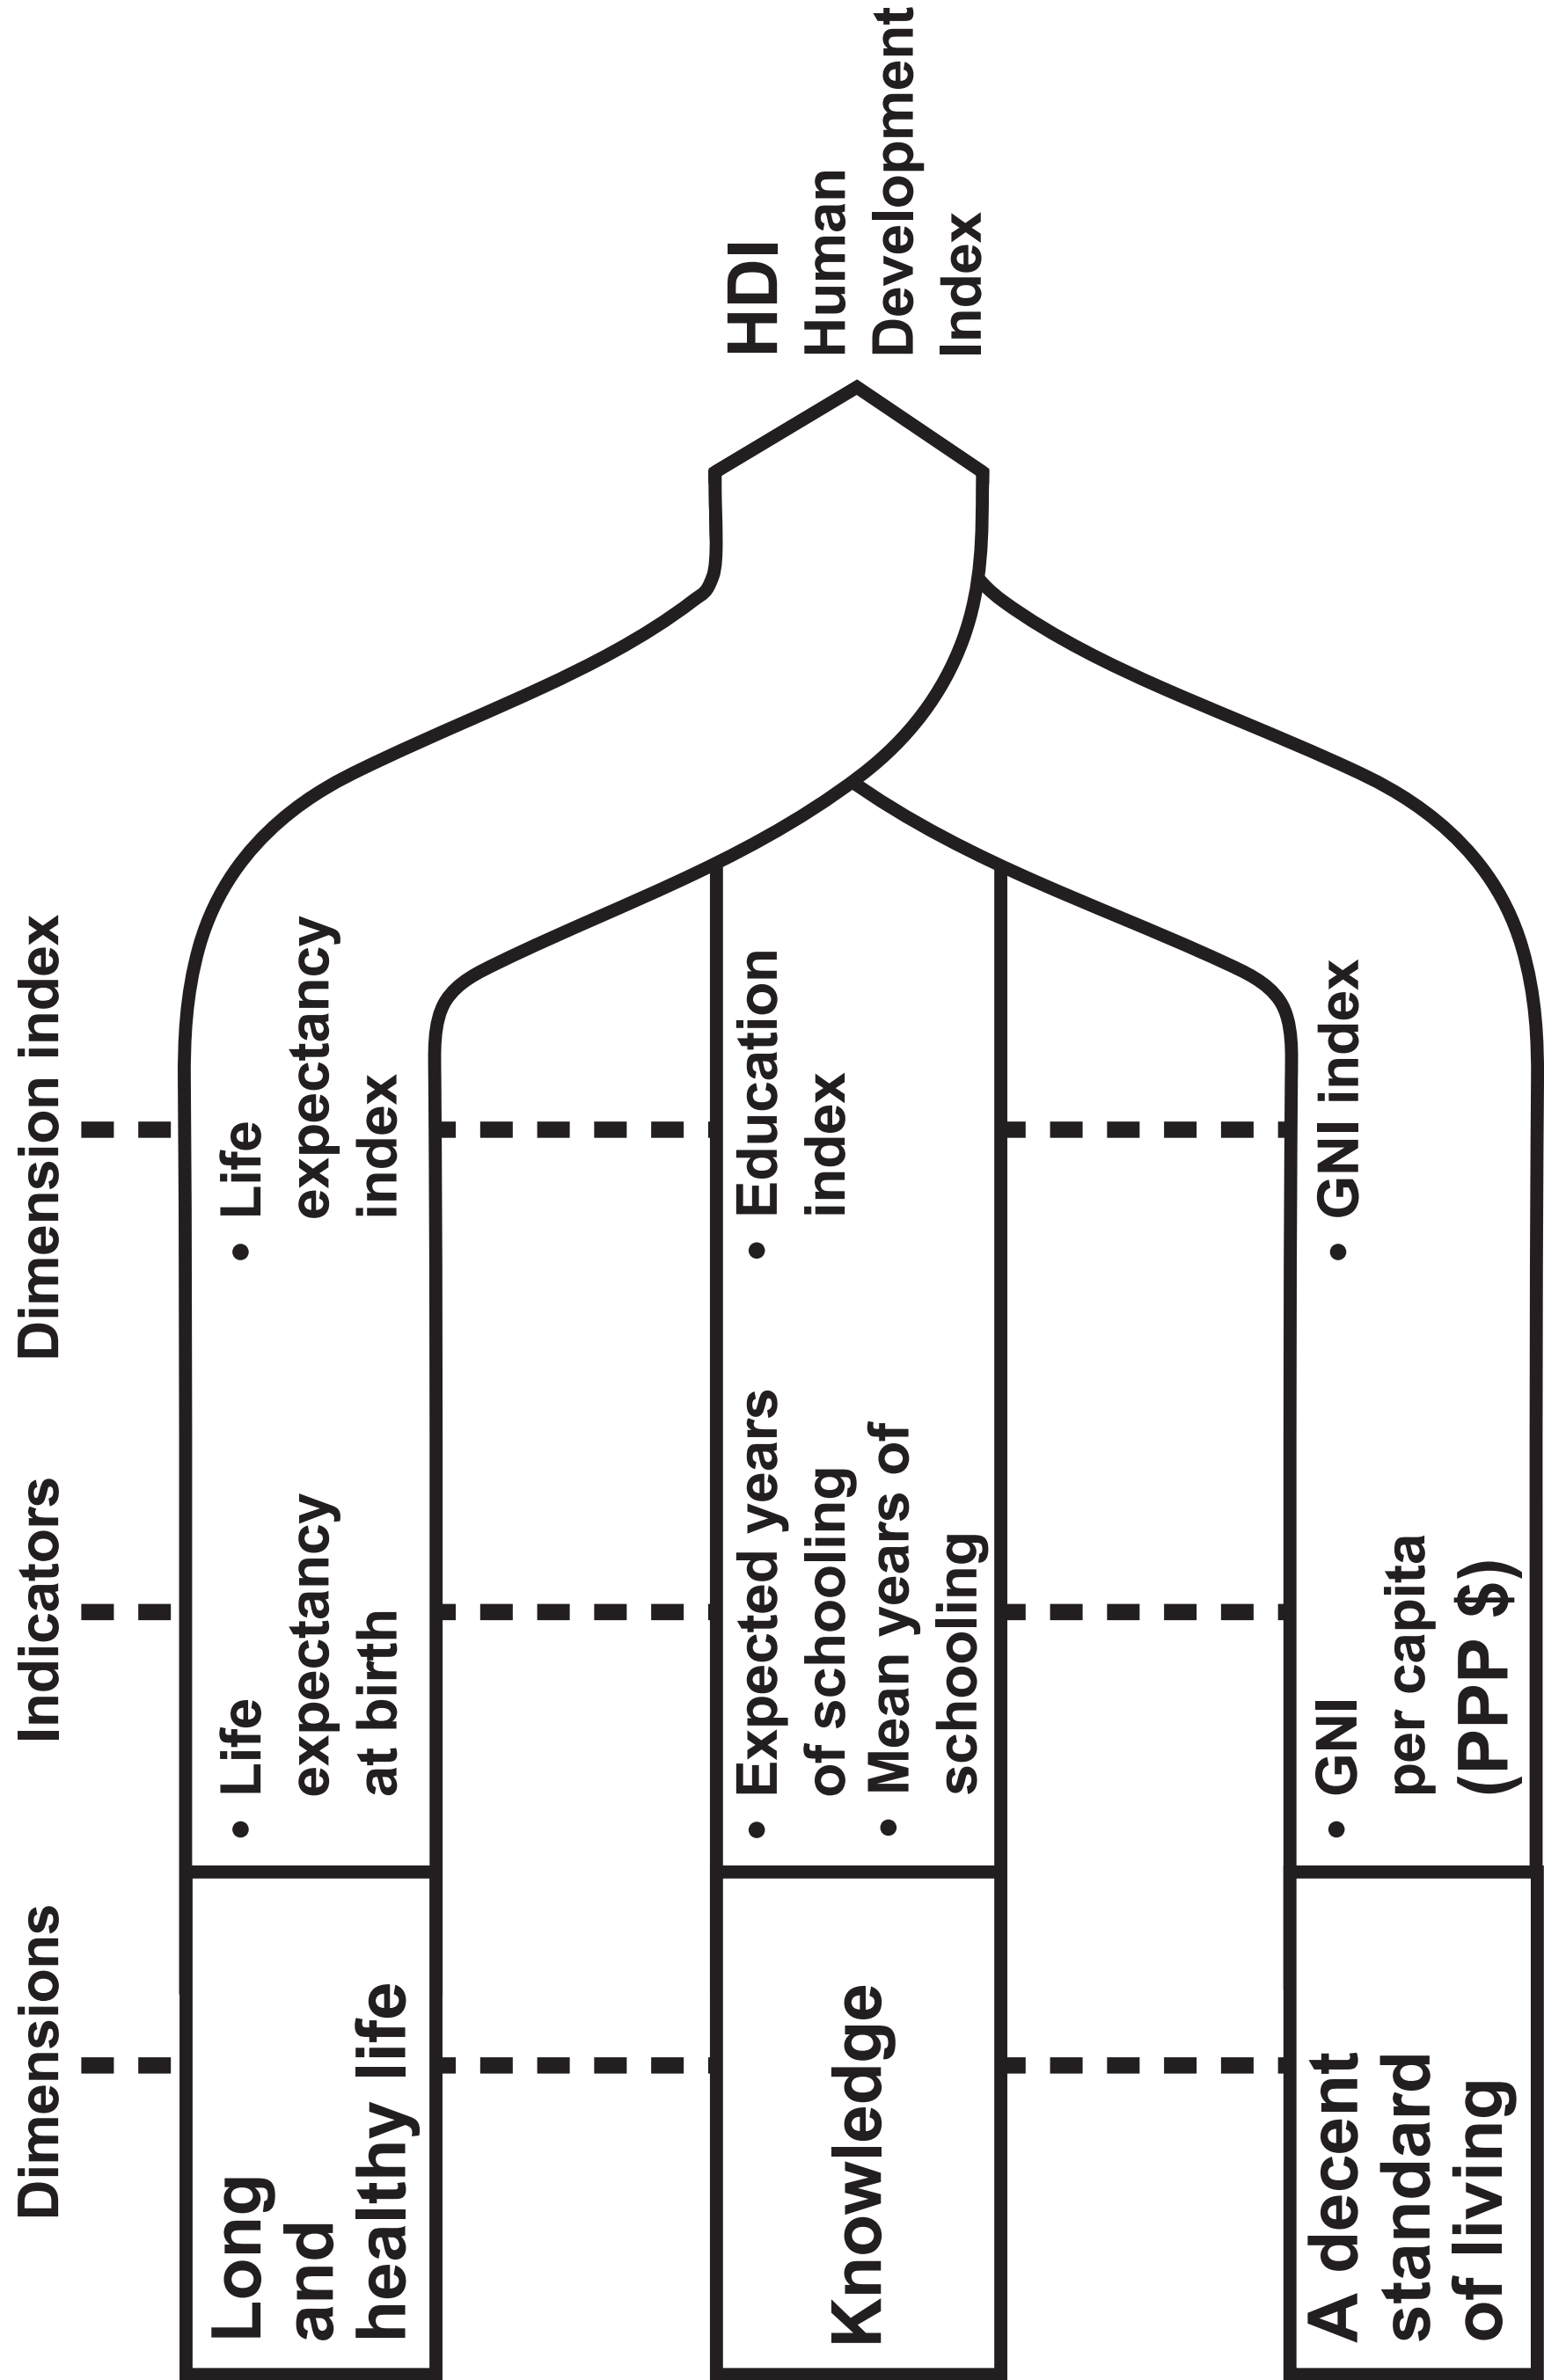 Dimensions
Indicators
Dimension index
Long
and
healthy life
• Life
expectancy
at birth
• Life
expectancy
index
Knowledge
• Expected years
of schooling
• Mean years of
schooling
• Education
index
A decent
standard
of living
• GNI
per capita
(PPP $)
• GNI index
HDI
Human
Development
Index